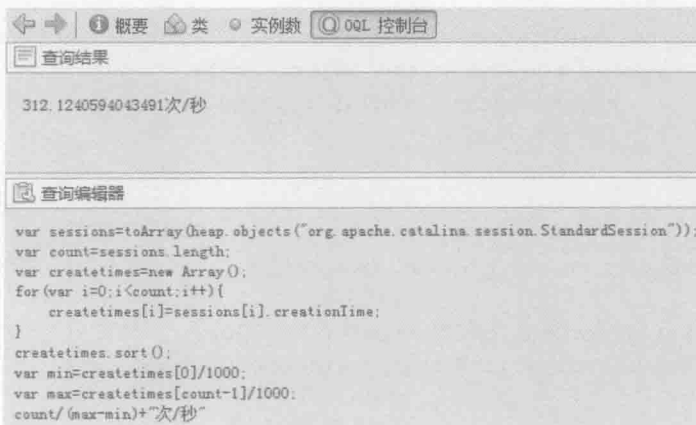 概要 类 实例数 OQL 控制台
查询结果
312.1240594043491次/秒
查询编辑器
var sessions=toArray(heap.objects("org.apache.catalina.session.StandardSession"));
var count=sessions.length;
var createtimes=new Array();
for(var i=0;i<count;i++){
    createtimes[i]=sessions[i].creationTime;
}
createtimes.sort();
var min=createtimes[0]/1000;
var max=createtimes[count-1]/1000;
count/(max-min)+"次/秒"